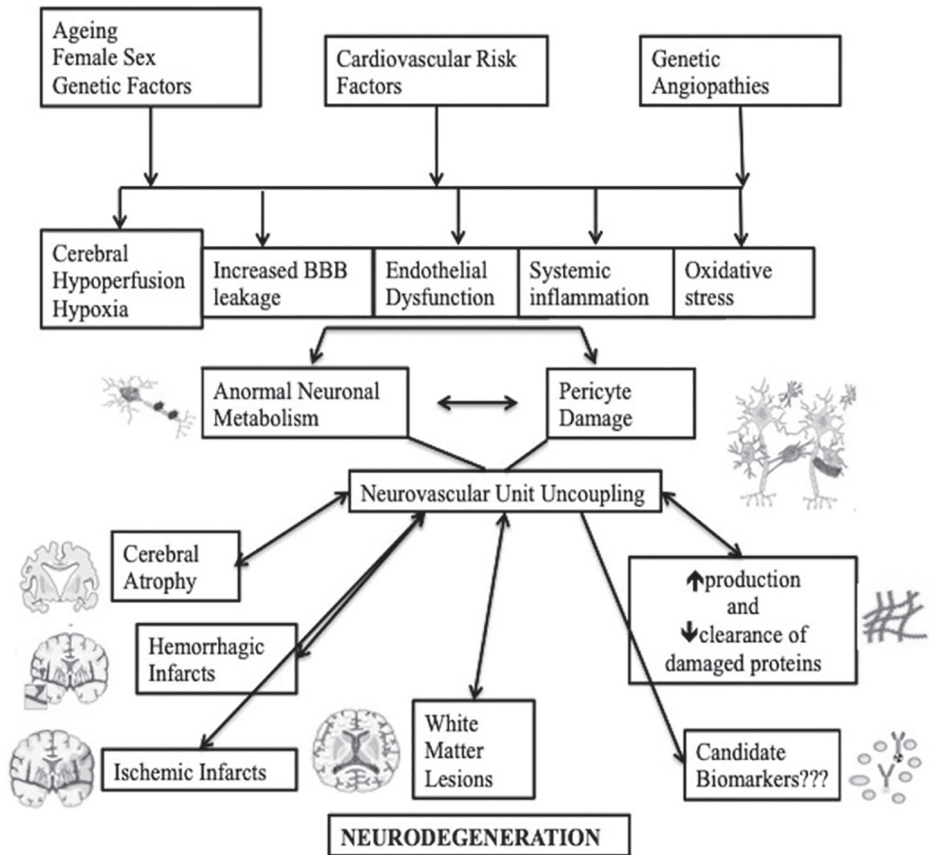 Ageing
Female Sex
Genetic Factors
Cardiovascular Risk
Factors
Genetic
Angiopathies
Cerebral
Hypoperfusion
Hypoxia
Increased BBB
leakage
Endothelial
Dysfunction
Systemic
inflammation
Oxidative
stress
Anormal Neuronal
Metabolism
Pericyte
Damage
Neurovascular Unit Uncoupling
Cerebral
Atrophy
🡅production
and
🡇clearance of
damaged proteins
Hemorrhagic
Infarcts
White
Matter
Lesions
Ischemic Infarcts
Candidate
Biomarkers???
NEURODEGENERATION